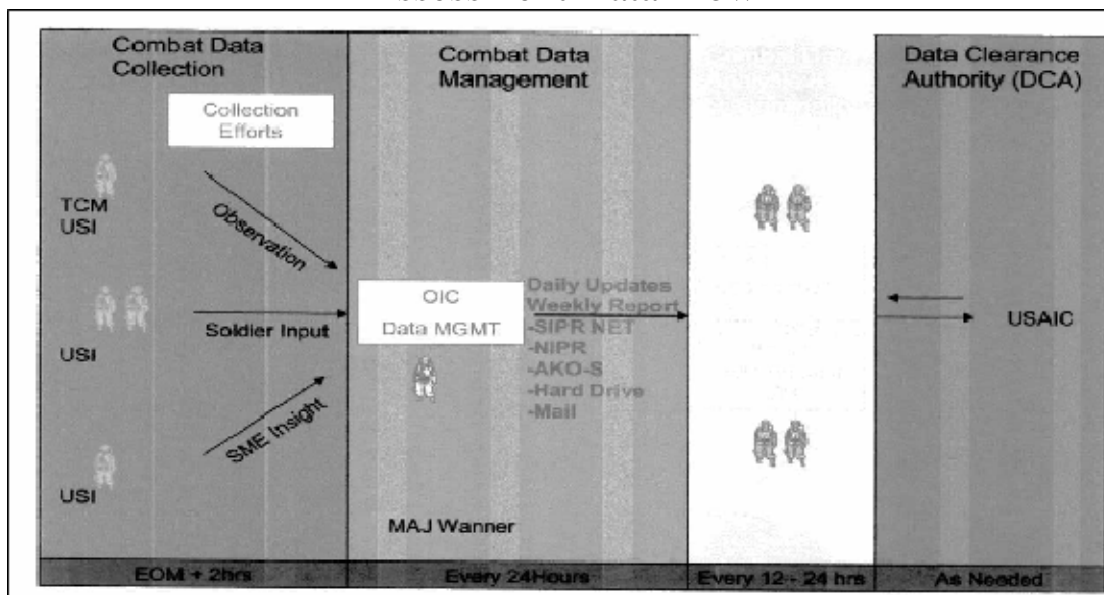 Combat Data
Collection
Collection
Efforts
TCM
USI
Observation
USI
Soldier Input
SME Insight
USI
EOM + 2hrs
Combat Data
Management
OIC
Data MGMT
Daily Updates
Weekly Report
-SIPR NET
-NIPR
-AKO-S
-Hard Drive
-Mail
MAJ Wanner
Every 24Hours
Every 12 - 24 hrs
Data Clearance
Authority (DCA)
USAIC
As Needed